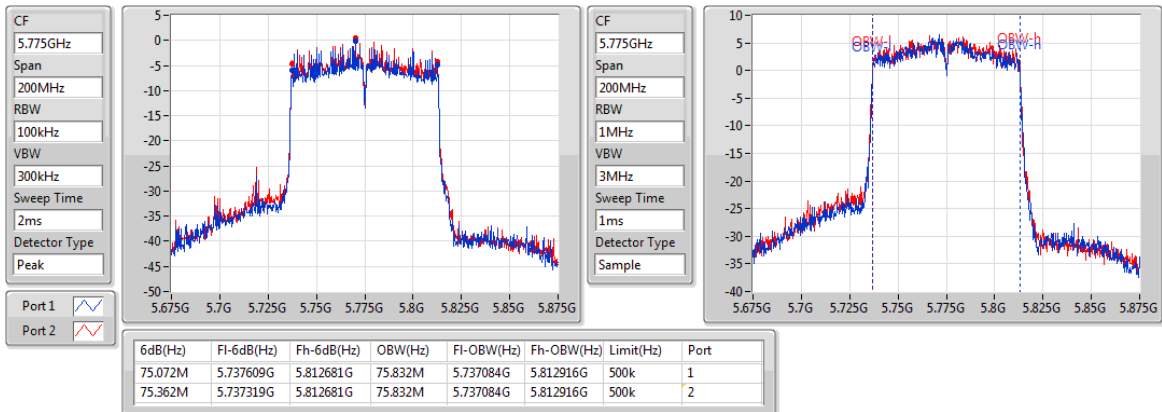 CF
5.775GHz
Span
200MHz
RBW
100kHz
VBW
300kHz
Sweep Time
2ms
Detector Type
Peak
Port 1
Port 2
5
0
-5
-10
-15
-20
-25
-30
-35
-40
-45
-50
5.675G 5.7G 5.725G 5.75G 5.775G 5.8G 5.825G 5.85G 5.875G
CF
5.775GHz
Span
200MHz
RBW
1MHz
VBW
3MHz
Sweep Time
1ms
Detector Type
Sample
10
5
0
-5
-10
-15
-20
-25
-30
-35
-40
OBW-l OBW-h
OBW-l OBW-h
5.675G 5.7G 5.725G 5.75G 5.775G 5.8G 5.825G 5.85G 5.875G
6dB(Hz) Fl-6dB(Hz) Fh-6dB(Hz) OBW(Hz) Fl-OBW(Hz) Fh-OBW(Hz) Limit(Hz) Port
75.072M 5.737609G 5.812681G 75.832M 5.737084G 5.812916G 500k 1
75.362M 5.737319G 5.812681G 75.832M 5.737084G 5.812916G 500k 2